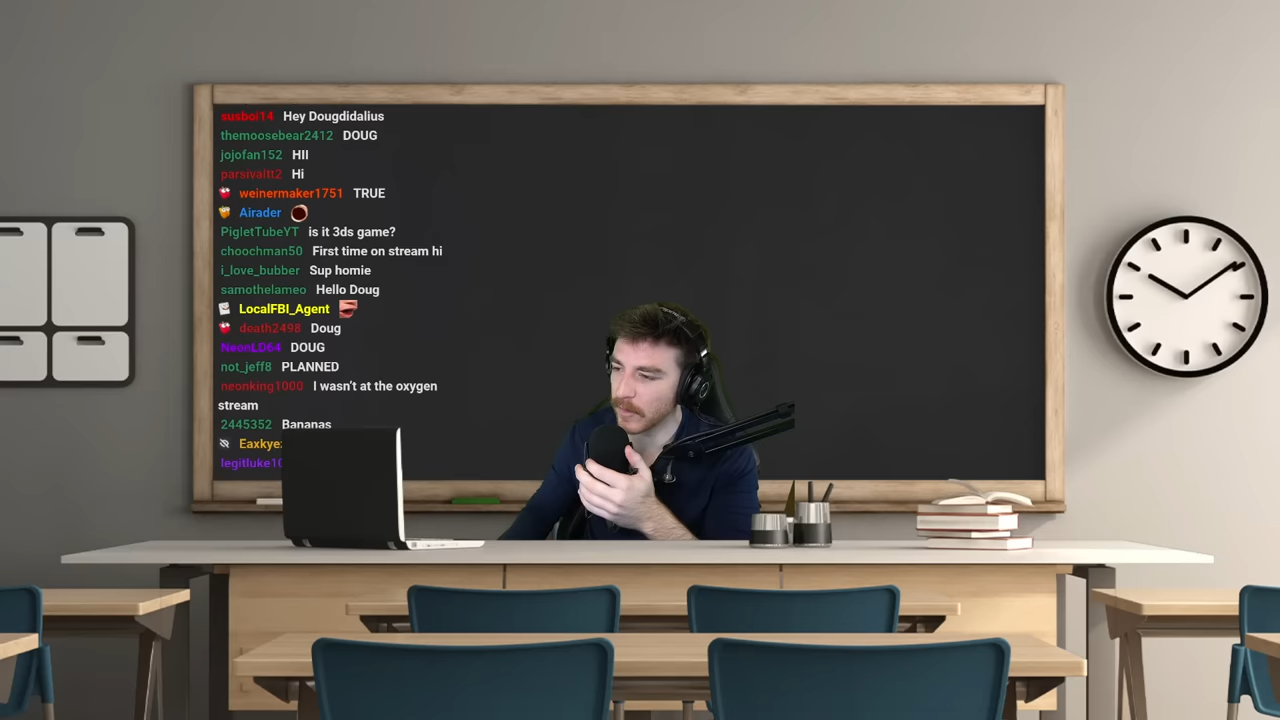 susboi14 Hey Dougdidalius
themoosebear2412 DOUG
jojofan152 HII
parsivaltt2 Hi
weinermaker1751 TRUE
Airader
PigletTubeYT is it 3ds game?
choochman50 First time on stream hi
i_love_bubber Sup homie
samothelameo Hello Doug
LocalFBI_Agent
death2498 Doug
NeonLD64 DOUG
not_jeff8 PLANNED
neonking1000 I wasn't at the oxygen
stream
2445352 Bananas